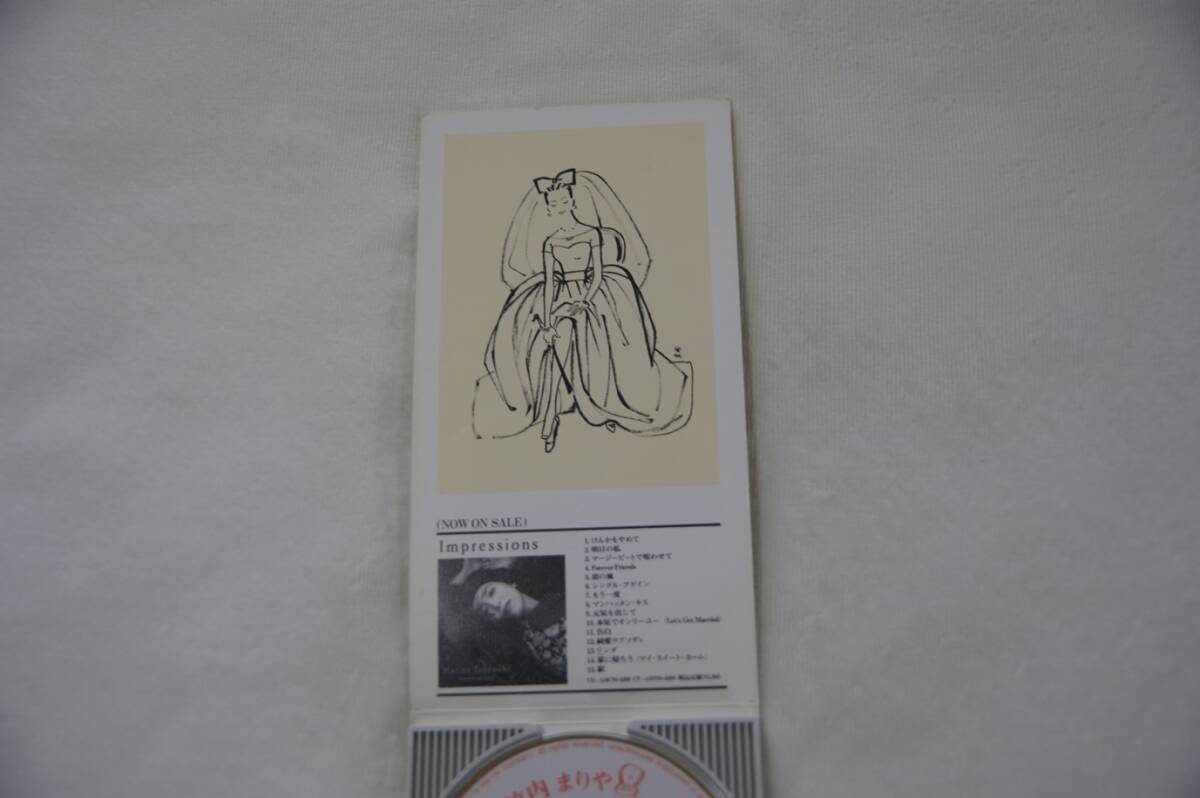 (NOW ON SALE)
Impressions
1. けんかをやめて
2. 明日の私
3. マージービートで唄わせて
4. Forever Friends
5. 恋の嵐
6. シングル・アゲイン
7. もう一度
8. マンハッタン・キス
9. 元気を出して
10. 本気でオンリーユー (Let's Get Married)
11. 告白
12. 純愛ラプソディ
13. リンダ
14. 家に帰ろう (マイ・スイート・ホーム)
15. 駅
Mariya Takeuchi
内 まりや
all rights reserved. unauthorized